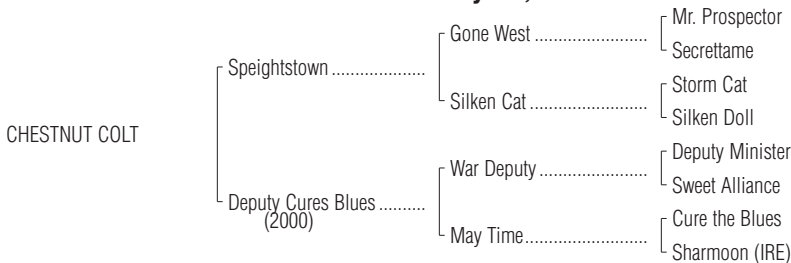 Mr. Prospector
Gone West ......................
Secrettame
Speightstown ..................
Storm Cat
Silken Cat .......................
Silken Doll
CHESTNUT COLT
Deputy Minister
War Deputy .....................
Sweet Alliance
Deputy Cures Blues .........
(2000)
Cure the Blues
May Time........................
Sharmoon (IRE)